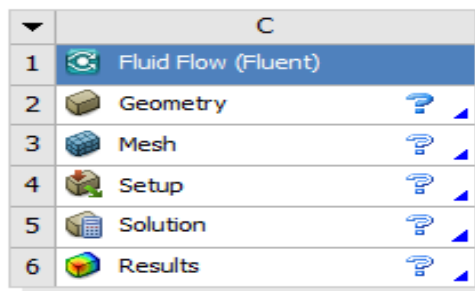 C
1 Fluid Flow (Fluent)
2 Geometry ?
3 Mesh ?
4 Setup ?
5 Solution ?
6 Results ?